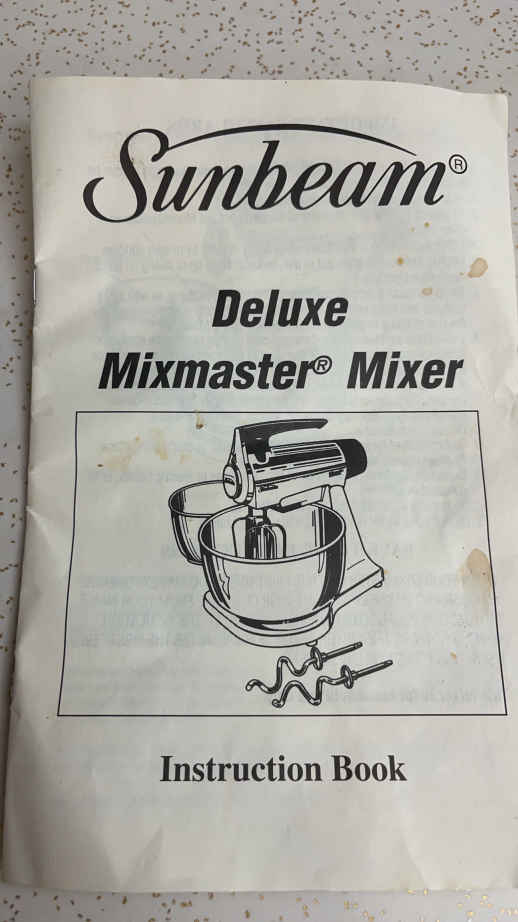 Sunbeam®
Deluxe
Mixmaster® Mixer
Instruction Book